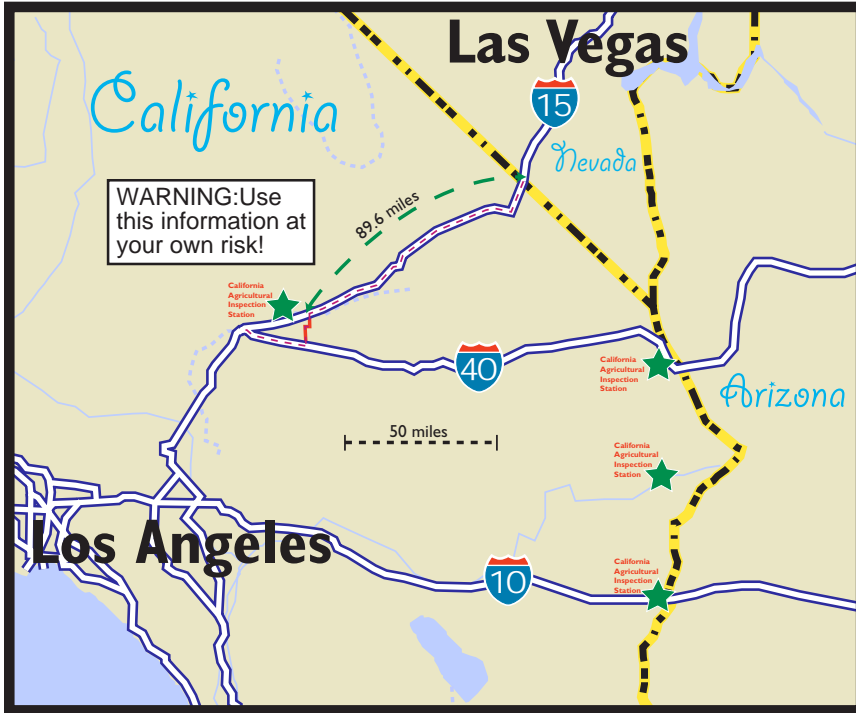 Las Vegas
California
15
Nevada
WARNING:Use
this information at
your own risk!
89.6 miles
California
Agricultural
Inspection
Station
40
California
Agricultural
Inspection
Station
Arizona
50 miles
California
Agricultural
Inspection
Station
Los Angeles
10
California
Agricultural
Inspection
Station